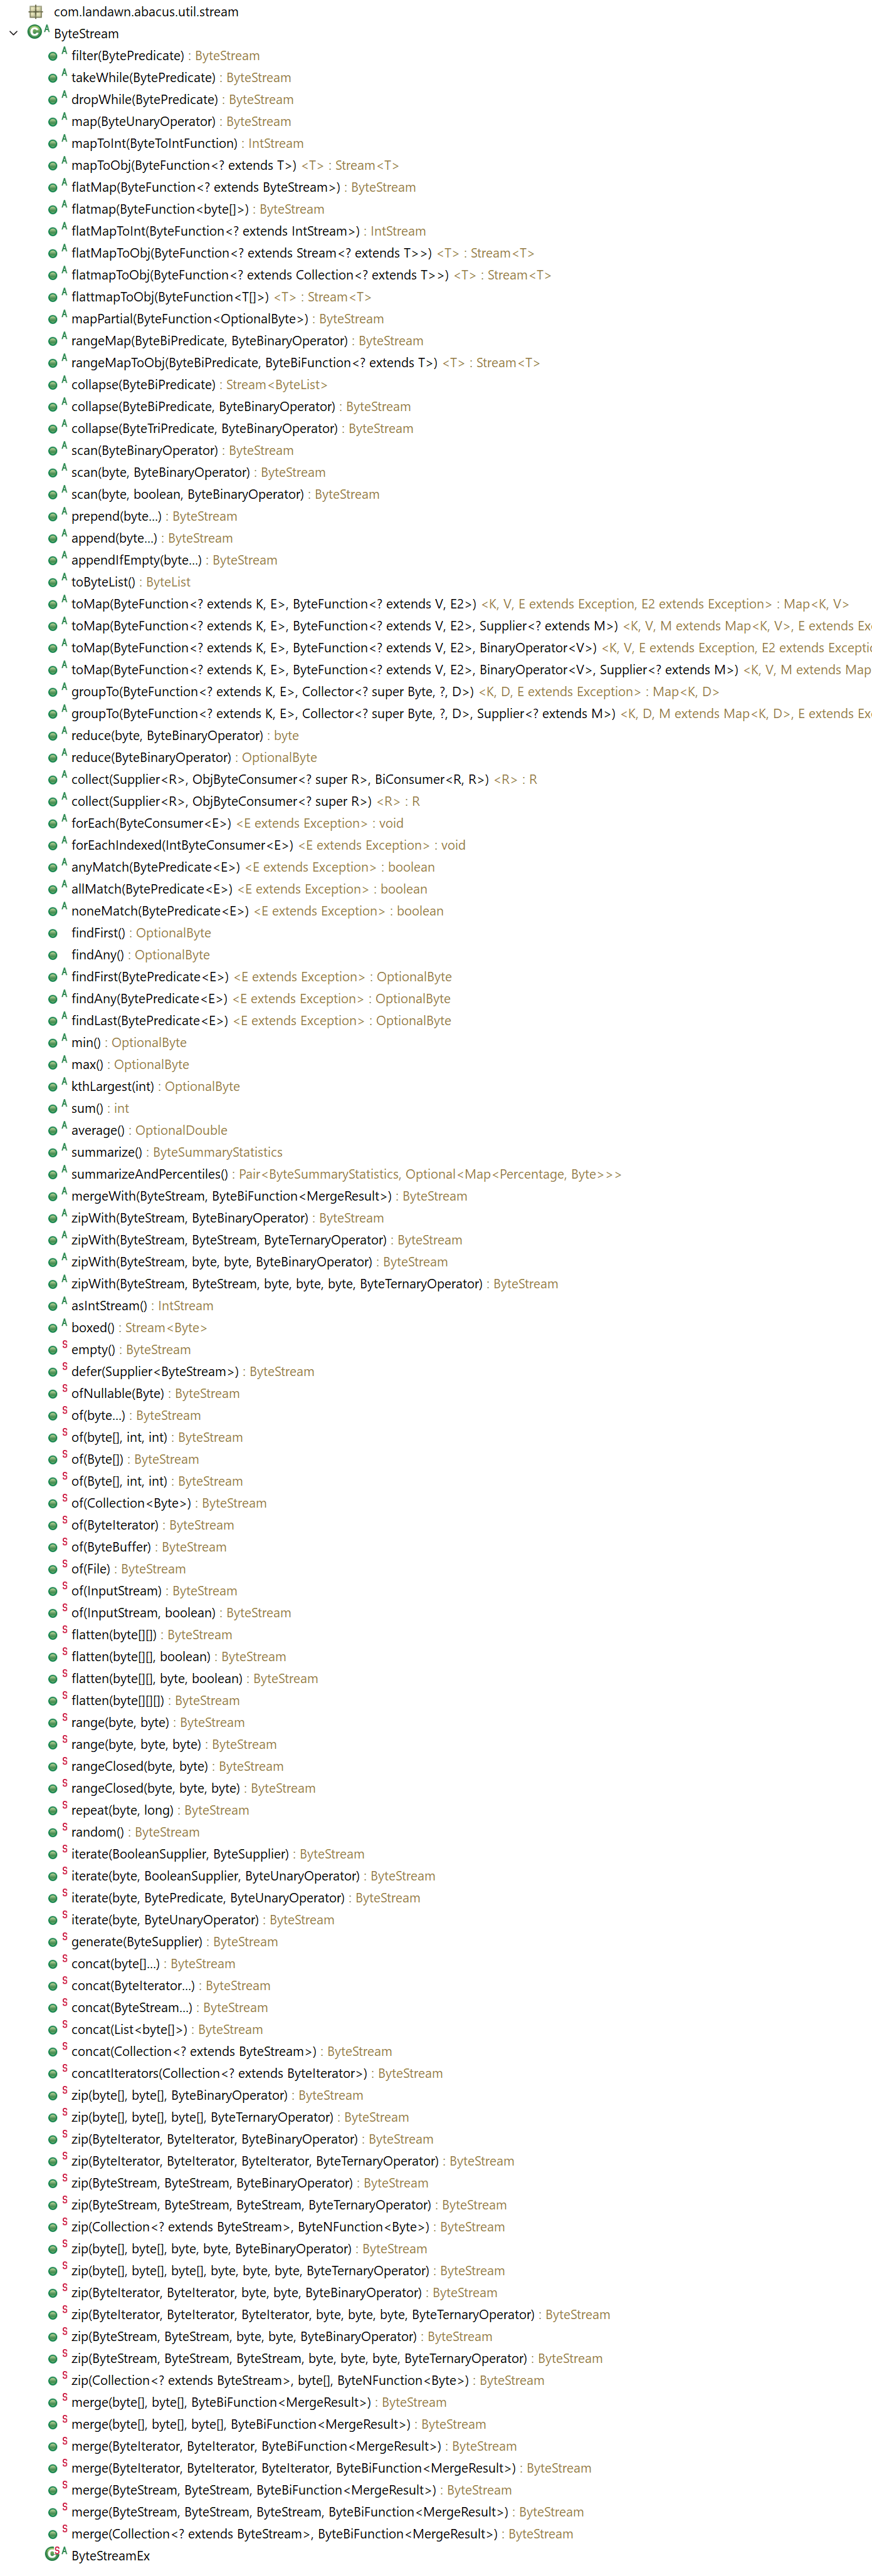 com.landawn.abacus.util.stream
ByteStream
filter(BytePredicate) : ByteStream
takeWhile(BytePredicate) : ByteStream
dropWhile(BytePredicate) : ByteStream
map(ByteUnaryOperator) : ByteStream
mapToInt(ByteToIntFunction) : IntStream
mapToObj(ByteFunction<? extends T>) <T> : Stream<T>
flatMap(ByteFunction<? extends ByteStream>) : ByteStream
flatmap(ByteFunction<byte[]>) : ByteStream
flatMapToInt(ByteFunction<? extends IntStream>) : IntStream
flatMapToObj(ByteFunction<? extends Stream<? extends T>>) <T> : Stream<T>
flatmapToObj(ByteFunction<? extends Collection<? extends T>>) <T> : Stream<T>
flattmapToObj(ByteFunction<T[]>) <T> : Stream<T>
mapPartial(ByteFunction<OptionalByte>) : ByteStream
rangeMap(ByteBiPredicate, ByteBinaryOperator) : ByteStream
rangeMapToObj(ByteBiPredicate, ByteBiFunction<? extends T>) <T> : Stream<T>
collapse(ByteBiPredicate) : Stream<ByteList>
collapse(ByteBiPredicate, ByteBinaryOperator) : ByteStream
collapse(ByteTriPredicate, ByteBinaryOperator) : ByteStream
scan(ByteBinaryOperator) : ByteStream
scan(byte, ByteBinaryOperator) : ByteStream
scan(byte, boolean, ByteBinaryOperator) : ByteStream
prepend(byte...) : ByteStream
append(byte...) : ByteStream
appendIfEmpty(byte...) : ByteStream
toByteList() : ByteList
toMap(ByteFunction<? extends K, E>, ByteFunction<? extends V, E2>) <K, V, E extends Exception, E2 extends Exception> : Map<K, V>
toMap(ByteFunction<? extends K, E>, ByteFunction<? extends V, E2>, Supplier<? extends M>) <K, V, M extends Map<K, V>, E extends Ex
toMap(ByteFunction<? extends K, E>, ByteFunction<? extends V, E2>, BinaryOperator<V>) <K, V, E extends Exception, E2 extends Excepti
toMap(ByteFunction<? extends K, E>, ByteFunction<? extends V, E2>, BinaryOperator<V>, Supplier<? extends M>) <K, V, M extends Map
groupTo(ByteFunction<? extends K, E>, Collector<? super Byte, ?, D>) <K, D, E extends Exception> : Map<K, D>
groupTo(ByteFunction<? extends K, E>, Collector<? super Byte, ?, D>, Supplier<? extends M>) <K, D, M extends Map<K, D>, E extends Ex
reduce(byte, ByteBinaryOperator) : byte
reduce(ByteBinaryOperator) : OptionalByte
collect(Supplier<R>, ObjByteConsumer<? super R>, BiConsumer<R, R>) <R> : R
collect(Supplier<R>, ObjByteConsumer<? super R>) <R> : R
forEach(ByteConsumer<E>) <E extends Exception> : void
forEachIndexed(IntByteConsumer<E>) <E extends Exception> : void
anyMatch(BytePredicate<E>) <E extends Exception> : boolean
allMatch(BytePredicate<E>) <E extends Exception> : boolean
noneMatch(BytePredicate<E>) <E extends Exception> : boolean
findFirst() : OptionalByte
findAny() : OptionalByte
findFirst(BytePredicate<E>) <E extends Exception> : OptionalByte
findAny(BytePredicate<E>) <E extends Exception> : OptionalByte
findLast(BytePredicate<E>) <E extends Exception> : OptionalByte
min() : OptionalByte
max() : OptionalByte
kthLargest(int) : OptionalByte
sum() : int
average() : OptionalDouble
summarize() : ByteSummaryStatistics
summarizeAndPercentiles() : Pair<ByteSummaryStatistics, Optional<Map<Percentage, Byte>>>
mergeWith(ByteStream, ByteBiFunction<MergeResult>) : ByteStream
zipWith(ByteStream, ByteBinaryOperator) : ByteStream
zipWith(ByteStream, ByteStream, ByteTernaryOperator) : ByteStream
zipWith(ByteStream, byte, byte, ByteBinaryOperator) : ByteStream
zipWith(ByteStream, ByteStream, byte, byte, byte, ByteTernaryOperator) : ByteStream
asIntStream() : IntStream
boxed() : Stream<Byte>
empty() : ByteStream
defer(Supplier<ByteStream>) : ByteStream
ofNullable(Byte) : ByteStream
of(byte...) : ByteStream
of(byte[], int, int) : ByteStream
of(Byte[]) : ByteStream
of(Byte[], int, int) : ByteStream
of(Collection<Byte>) : ByteStream
of(ByteIterator) : ByteStream
of(ByteBuffer) : ByteStream
of(File) : ByteStream
of(InputStream) : ByteStream
of(InputStream, boolean) : ByteStream
flatten(byte[][]) : ByteStream
flatten(byte[][], boolean) : ByteStream
flatten(byte[][], byte, boolean) : ByteStream
flatten(byte[][][]) : ByteStream
range(byte, byte) : ByteStream
range(byte, byte, byte) : ByteStream
rangeClosed(byte, byte) : ByteStream
rangeClosed(byte, byte, byte) : ByteStream
repeat(byte, long) : ByteStream
random() : ByteStream
iterate(BooleanSupplier, ByteSupplier) : ByteStream
iterate(byte, BooleanSupplier, ByteUnaryOperator) : ByteStream
iterate(byte, BytePredicate, ByteUnaryOperator) : ByteStream
iterate(byte, ByteUnaryOperator) : ByteStream
generate(ByteSupplier) : ByteStream
concat(byte[]...) : ByteStream
concat(ByteIterator...) : ByteStream
concat(ByteStream...) : ByteStream
concat(List<byte[]>) : ByteStream
concat(Collection<? extends ByteStream>) : ByteStream
concatIterators(Collection<? extends ByteIterator>) : ByteStream
zip(byte[], byte[], ByteBinaryOperator) : ByteStream
zip(byte[], byte[], byte[], ByteTernaryOperator) : ByteStream
zip(ByteIterator, ByteIterator, ByteBinaryOperator) : ByteStream
zip(ByteIterator, ByteIterator, ByteIterator, ByteTernaryOperator) : ByteStream
zip(ByteStream, ByteStream, ByteBinaryOperator) : ByteStream
zip(ByteStream, ByteStream, ByteStream, ByteTernaryOperator) : ByteStream
zip(Collection<? extends ByteStream>, ByteNFunction<Byte>) : ByteStream
zip(byte[], byte[], byte, byte, ByteBinaryOperator) : ByteStream
zip(byte[], byte[], byte[], byte, byte, byte, ByteTernaryOperator) : ByteStream
zip(ByteIterator, ByteIterator, byte, byte, ByteBinaryOperator) : ByteStream
zip(ByteIterator, ByteIterator, ByteIterator, byte, byte, byte, ByteTernaryOperator) : ByteStream
zip(ByteStream, ByteStream, byte, byte, ByteBinaryOperator) : ByteStream
zip(ByteStream, ByteStream, ByteStream, byte, byte, byte, ByteTernaryOperator) : ByteStream
zip(Collection<? extends ByteStream>, byte[], ByteNFunction<Byte>) : ByteStream
merge(byte[], byte[], ByteBiFunction<MergeResult>) : ByteStream
merge(byte[], byte[], byte[], ByteBiFunction<MergeResult>) : ByteStream
merge(ByteIterator, ByteIterator, ByteBiFunction<MergeResult>) : ByteStream
merge(ByteIterator, ByteIterator, ByteIterator, ByteBiFunction<MergeResult>) : ByteStream
merge(ByteStream, ByteStream, ByteBiFunction<MergeResult>) : ByteStream
merge(ByteStream, ByteStream, ByteStream, ByteBiFunction<MergeResult>) : ByteStream
merge(Collection<? extends ByteStream>, ByteBiFunction<MergeResult>) : ByteStream
ByteStreamEx